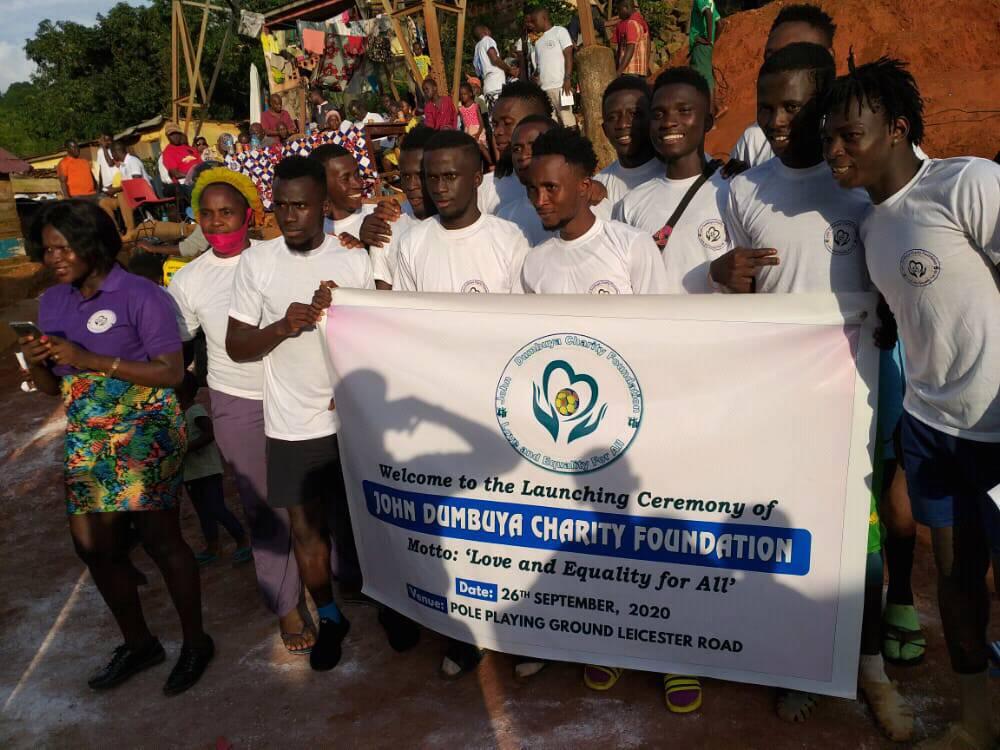 John Dumbuya Charity Foundation
Love and Equality For All
Welcome to the Launching Ceremony of
JOHN DUMBUYA CHARITY FOUNDATION
Motto: ‘Love and Equality for All’
Date: 26TH SEPTEMBER, 2020
Venue: POLE PLAYING GROUND LEICESTER ROAD